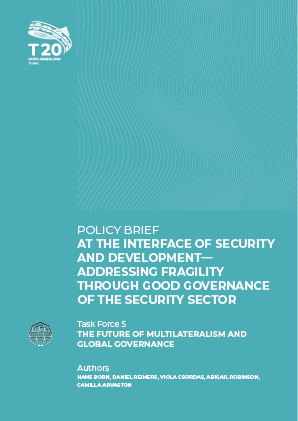 T20
SAUDI ARABIA 2020
THINK
POLICY BRIEF
AT THE INTERFACE OF SECURITY
AND DEVELOPMENT—
ADDRESSING FRAGILITY
THROUGH GOOD GOVERNANCE
OF THE SECURITY SECTOR
Task Force 5
THE FUTURE OF MULTILATERALISM AND
GLOBAL GOVERNANCE
Authors
HANS BORN, DANIEL REIMERS, VIOLA CSORDAS, ABIGAIL ROBINSON,
CAMILLA ARVASTON